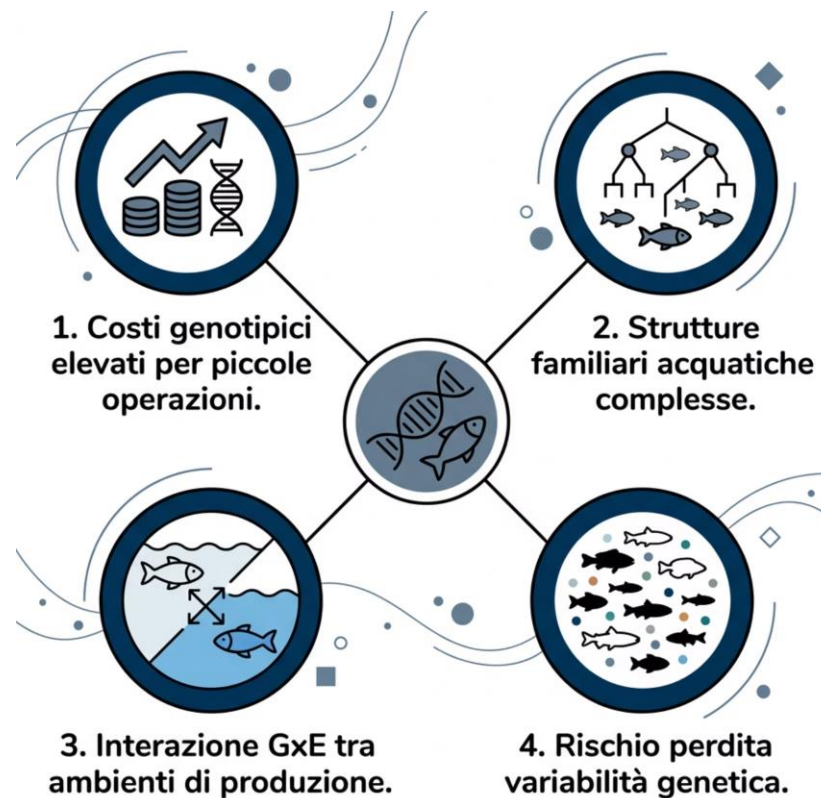 1. Costi genotipici
elevati per piccole
operazioni.
2. Strutture
familiari acquatiche
complesse.
3. Interazione GxE tra
ambienti di produzione.
4. Rischio perdita
variabilità genetica.